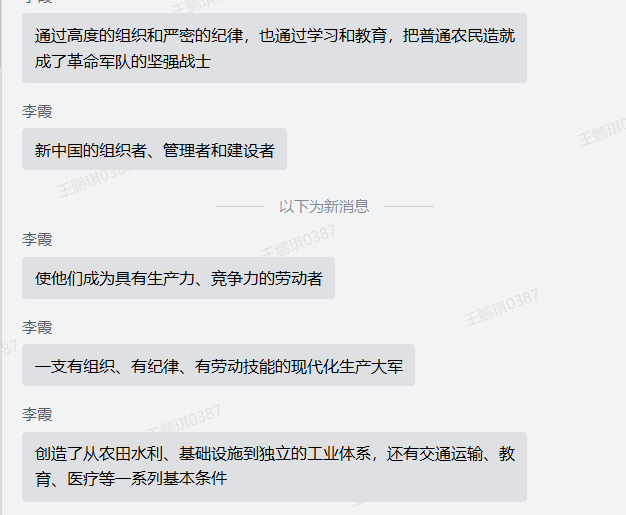 李霞
王鹏琪
通过高度的组织和严密的纪律，也通过学习和教育，把普通农民造就
成了革命军队的坚强战士
李霞
王鹏琪0
新中国的组织者、管理者和建设者
王鹏琪0387
以下为新消息
李霞
王鹏琪0387
使他们成为具有生产力、竞争力的劳动者
王鹏琪0387
李霞
387
一支有组织、有纪律、有劳动技能的现代化生产大军
李霞
王鹏琪0387
创造了从农田水利、基础设施到独立的工业体系，还有交通运输、教
育、医疗等一系列基本条件